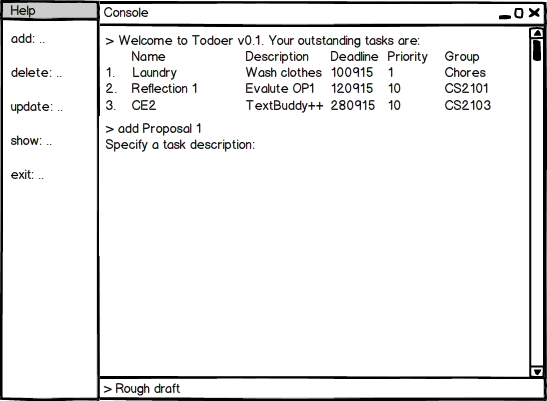 Help
add: ..
delete: ..
update: ..
show: ..
exit: ..
Console
> Welcome to Todoer v0.1. Your outstanding tasks are:
Name Description Deadline Priority Group
1. Laundry Wash clothes 100915 1 Chores
2. Reflection 1 Evalute OP1 120915 10 CS2101
3. CE2 TextBuddy++ 280915 10 CS2103
> add Proposal 1
Specify a task description:
> Rough draft